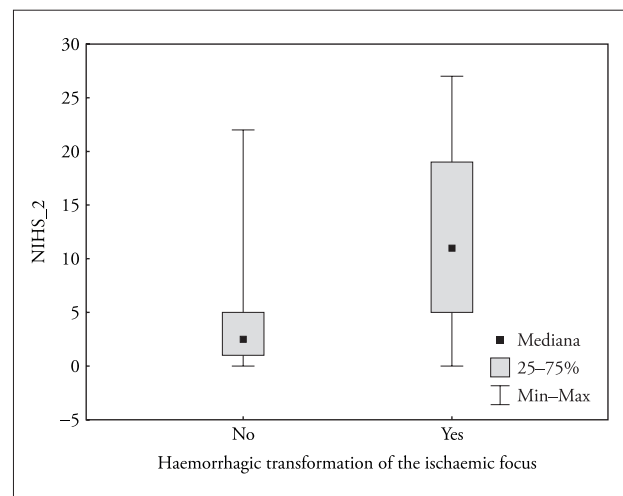 30
25
20
15
10
5
0
−5
NIHS_2
Mediana
25–75%
Min–Max
No Yes
Haemorrhagic transformation of the ischaemic focus